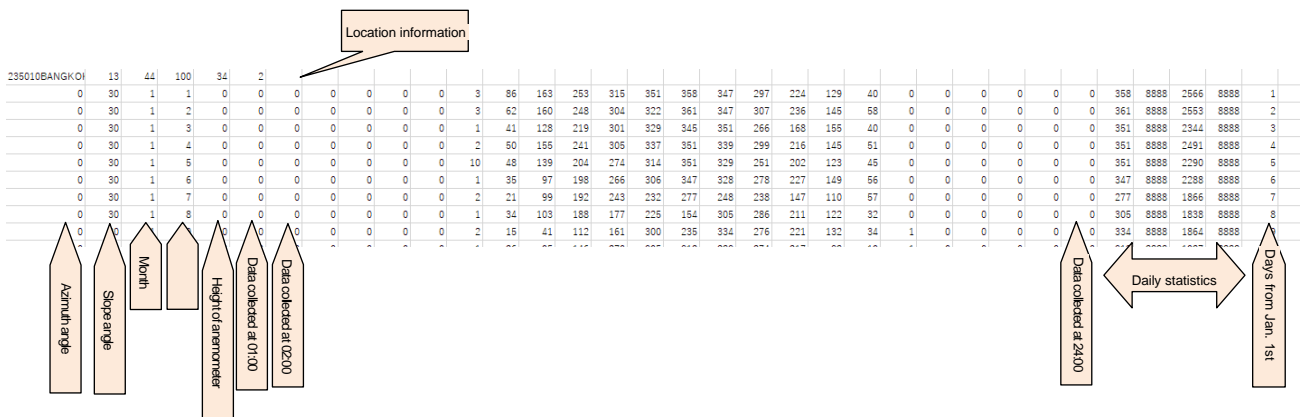 Location information
235010BANGKOK 13 44 100 34 2
0 30 1 1 0 0 0 0 0 0 0 3 86 163 253 315 351 358 347 297 224 129 40 0 0 0 0 0 0 358 8888 2566 8888 1
0 30 1 2 0 0 0 0 0 0 0 3 62 160 248 304 322 361 347 307 236 145 58 0 0 0 0 0 0 361 8888 2553 8888 2
0 30 1 3 0 0 0 0 0 0 0 1 41 128 219 301 329 345 351 266 168 155 40 0 0 0 0 0 0 351 8888 2344 8888 3
0 30 1 4 0 0 0 0 0 0 0 2 50 155 241 305 337 351 339 299 216 145 51 0 0 0 0 0 0 351 8888 2491 8888 4
0 30 1 5 0 0 0 0 0 0 0 10 48 139 204 274 314 351 329 251 202 123 45 0 0 0 0 0 0 351 8888 2290 8888 5
0 30 1 6 0 0 0 0 0 0 0 1 35 97 198 266 306 347 328 278 227 149 56 0 0 0 0 0 0 347 8888 2288 8888 6
0 30 1 7 0 0 0 0 0 0 0 2 21 99 192 243 232 277 248 238 147 110 57 0 0 0 0 0 0 277 8888 1866 8888 7
0 30 1 8 0 0 0 0 0 0 0 1 34 103 188 177 225 154 305 286 211 122 32 0 0 0 0 0 0 305 8888 1838 8888 8
0 0 0 0 0 0 2 15 41 112 161 300 235 334 276 221 132 34 1 0 0 0 0 0 334 8888 1864 8888
Azimuth angle
Slope angle
Month
Height of anemometer
Data collected at 01:00
Data collected at 02:00
Data collected at 24:00
Daily statistics
Days from Jan. 1st